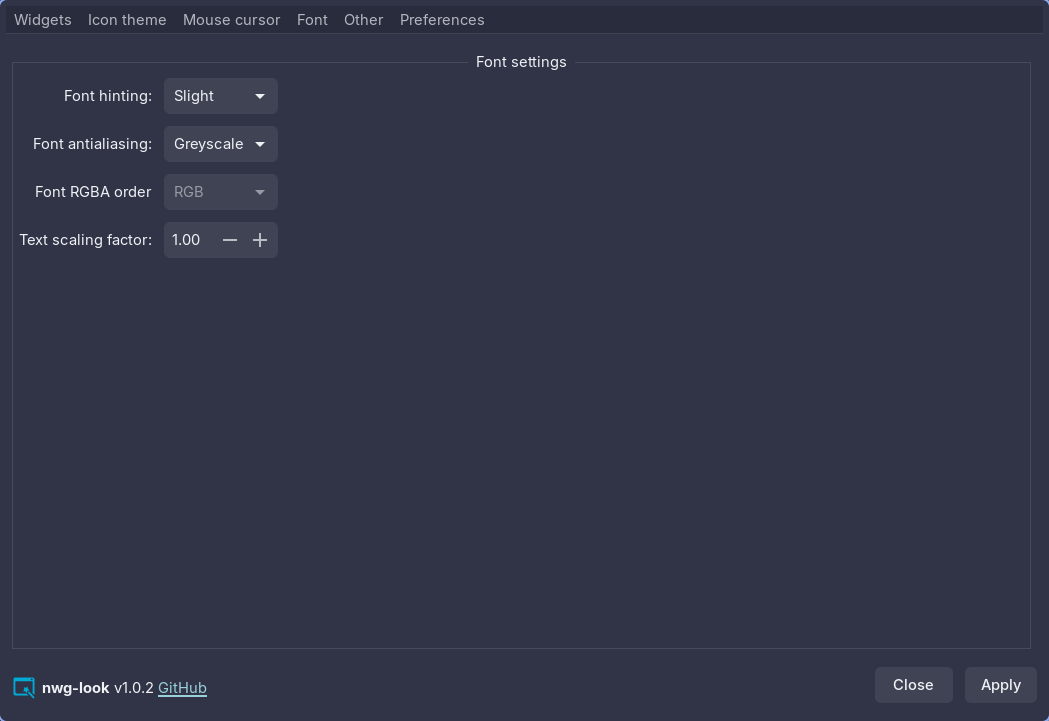 Widgets Icon theme Mouse cursor Font Other Preferences
Font settings
Font hinting: Slight
Font antialiasing: Greyscale
Font RGBA order RGB
Text scaling factor: 1.00
nwg-look v1.0.2 GitHub Close Apply